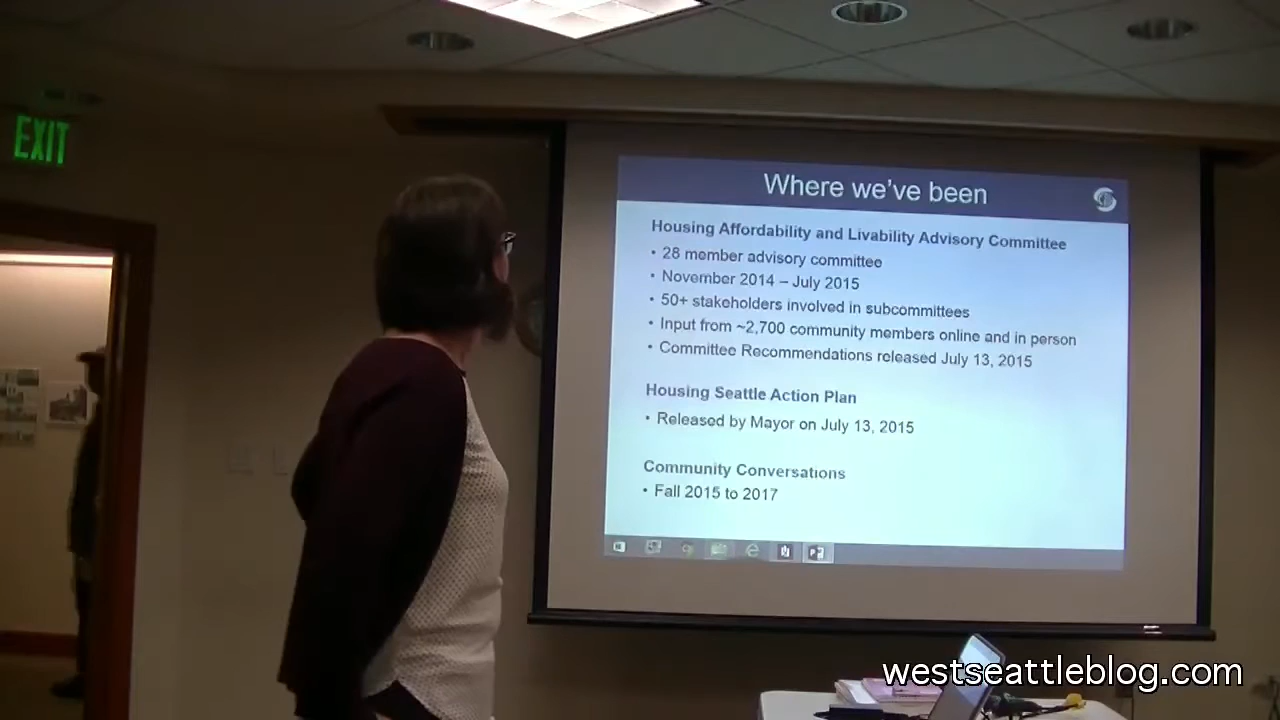 EXIT
Where we've been
Housing Affordability and Livability Advisory Committee
• 28 member advisory committee
• November 2014 – July 2015
• 50+ stakeholders involved in subcommittees
• Input from ~2,700 community members online and in person
• Committee Recommendations released July 13, 2015
Housing Seattle Action Plan
• Released by Mayor on July 13, 2015
Community Conversations
• Fall 2015 to 2017
westseattleblog.com